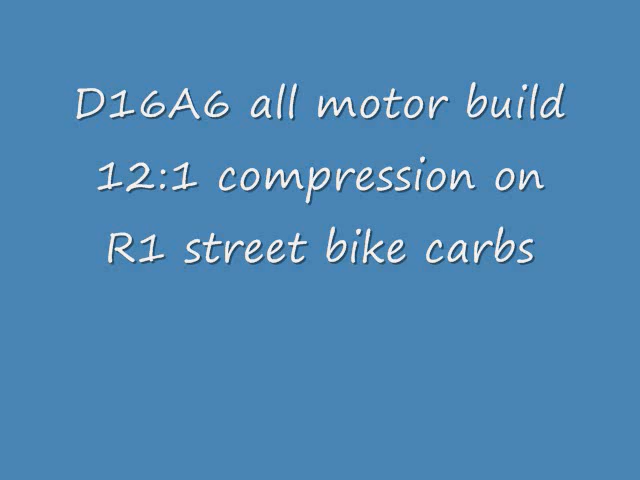 D16A6 all motor build
12:1 compression on
R1 street bike carbs